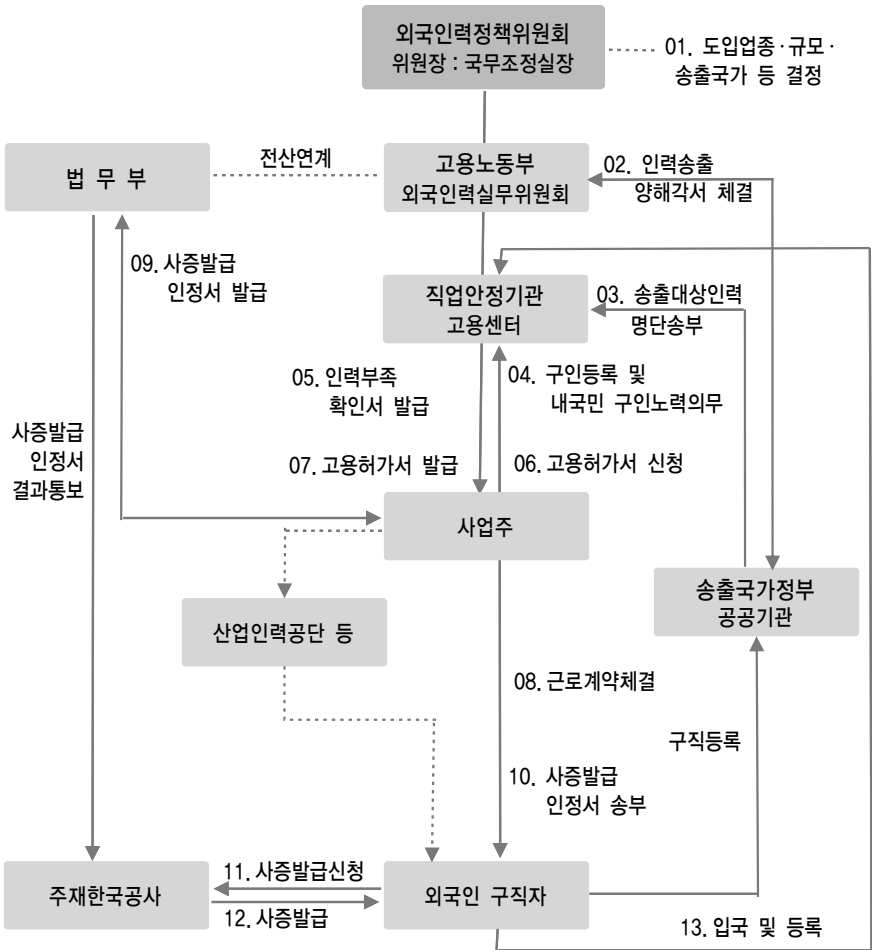 외국인력정책위원회
위원장 : 국무조정실장
01. 도입업종·규모·
송출국가 등 결정
법 무 부
전산연계
고용노동부
외국인력실무위원회
02. 인력송출
양해각서 체결
09. 사증발급
인정서 발급
직업안정기관
고용센터
03. 송출대상인력
명단송부
05. 인력부족
확인서 발급
04. 구인등록 및
내국민 구인노력의무
사증발급
인정서
결과통보
07. 고용허가서 발급
06. 고용허가서 신청
사업주
송출국가정부
공공기관
산업인력공단 등
08. 근로계약체결
구직등록
10. 사증발급
인정서 송부
주재한국공사
11. 사증발급신청
12. 사증발급
외국인 구직자
13. 입국 및 등록